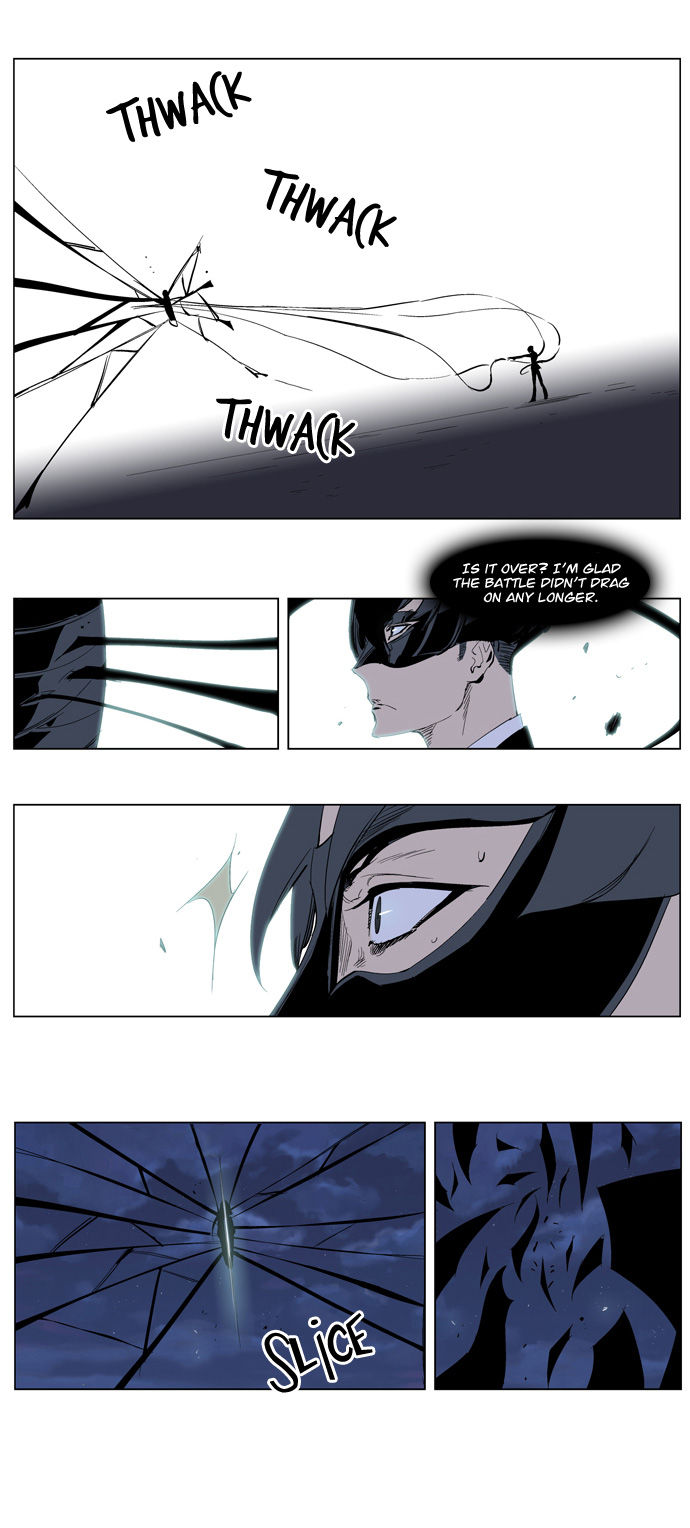 THWACK
THWACK
THWACK
IS IT OVER? I'M GLAD
THE BATTLE DIDN'T DRAG
ON ANY LONGER.
SLICE